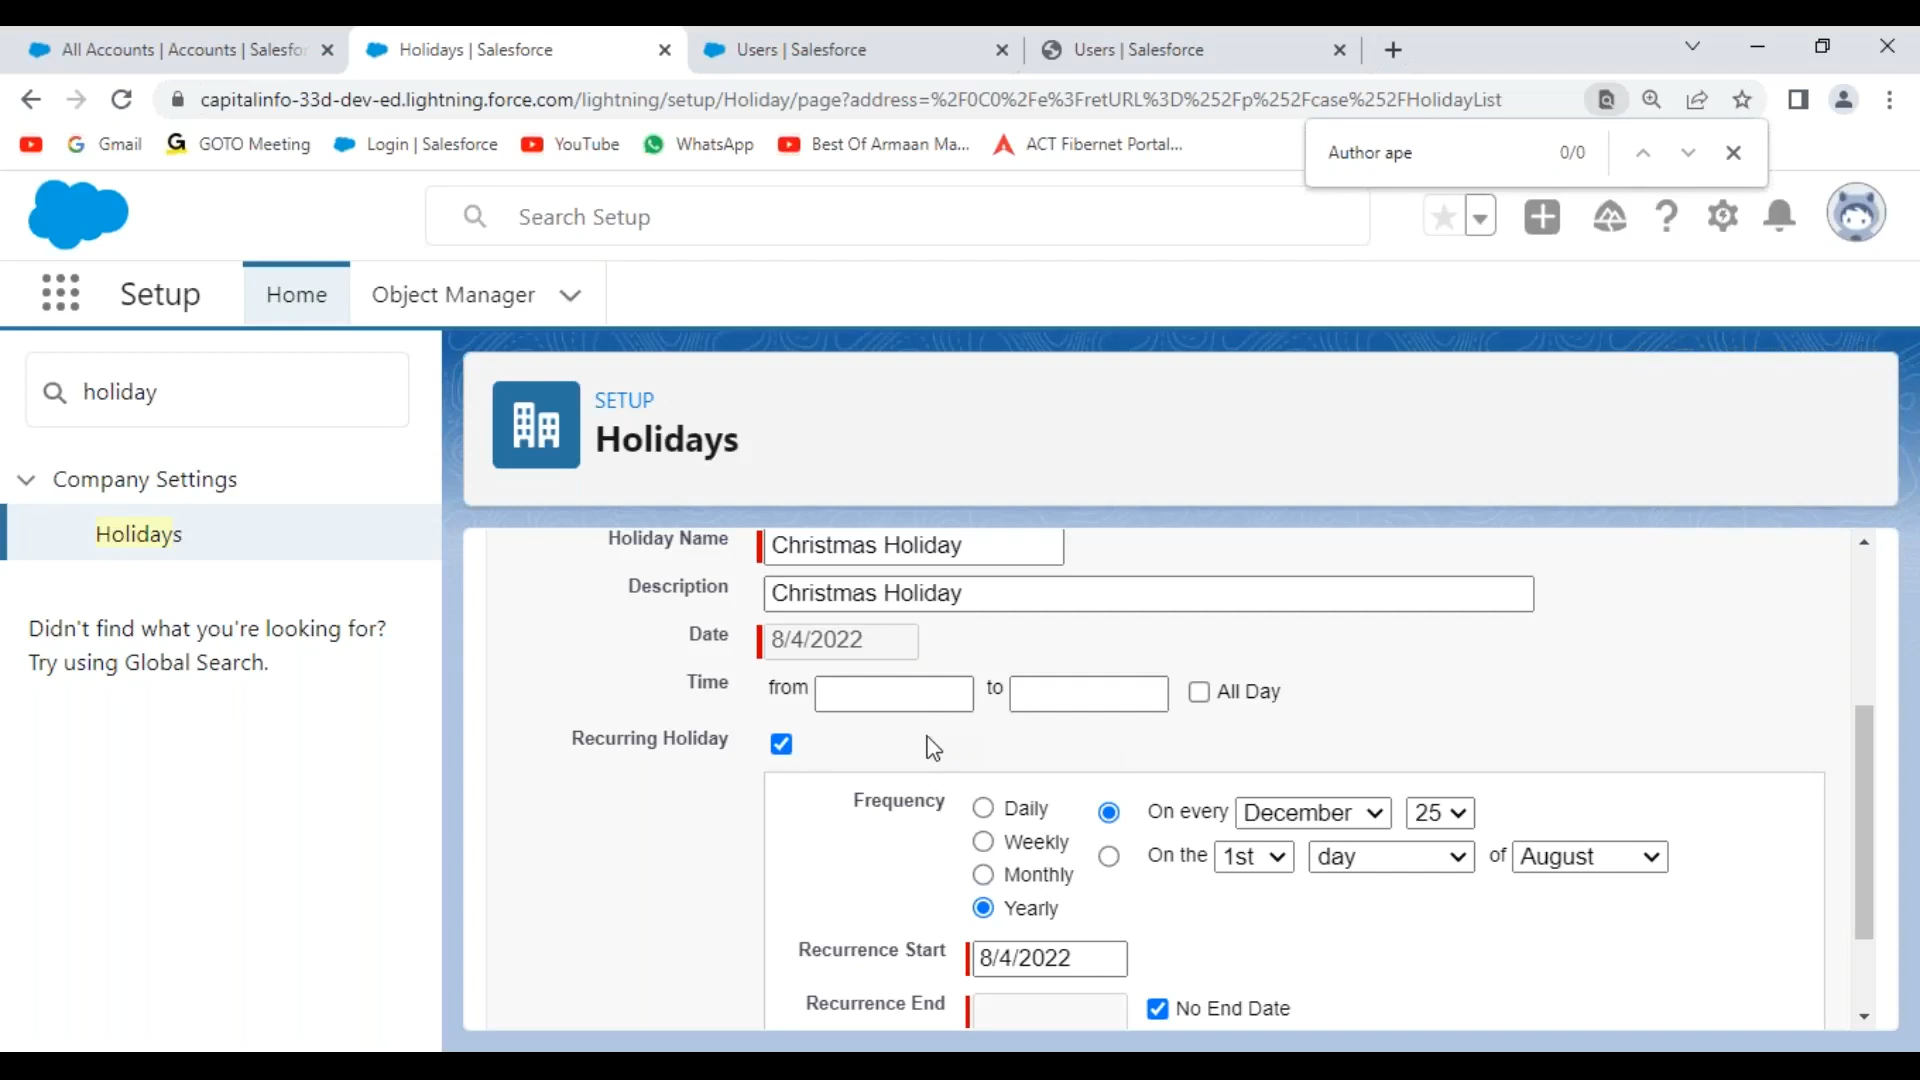 All Accounts | Accounts | Salesfor
Holidays | Salesforce
Users | Salesforce
Users | Salesforce
capitalinfo-33d-dev-ed.lightning.force.com/lightning/setup/Holiday/page?address=%2F0C0%2Fe%3FretURL%3D%252Fp%252Fcase%252FHolidayList
Gmail
GOTO Meeting
Login | Salesforce
YouTube
WhatsApp
Best Of Armaan Ma...
ACT Fibernet Portal...
Author ape 0/0
Search Setup
Setup
Home
Object Manager
holiday
Company Settings
Holidays
Didn't find what you're looking for?
Try using Global Search.
SETUP
Holidays
Holiday Name Christmas Holiday
Description Christmas Holiday
Date 8/4/2022
Time from to All Day
Recurring Holiday
Frequency Daily On every December 25
Weekly On the 1st day of August
Monthly
Yearly
Recurrence Start 8/4/2022
Recurrence End No End Date